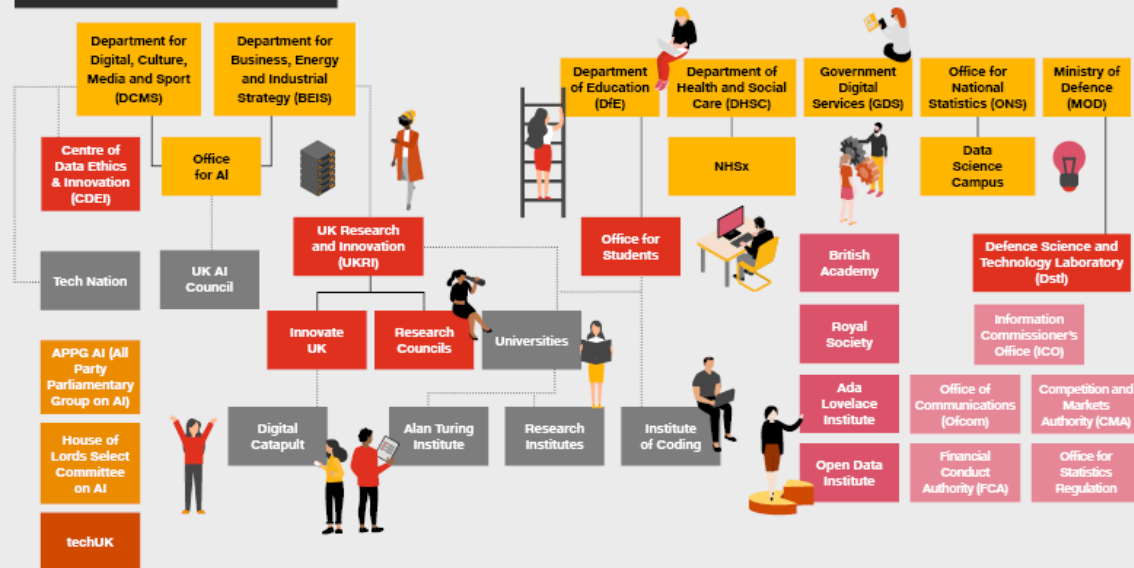 Department for
Digital, Culture,
Media and Sport
(DCMS)
Department for
Business, Energy
and Industrial
Strategy (BEIS)
Department
of Education
(DfE)
Department of
Health and Social
Care (DHSC)
Government
Digital
Services (GDS)
Office for
National
Statistics (ONS)
Ministry of
Defence
(MOD)
Centre of
Data Ethics
& Innovation
(CDEI)
Office
for AI
NHSx
Data
Science
Campus
UK Research
and Innovation
(UKRI)
Office for
Students
British
Academy
Defence Science and
Technology Laboratory
(Dstl)
Tech Nation
UK AI
Council
Innovate
UK
Research
Councils
Universities
Royal
Society
Information
Commissioner's
Office (ICO)
APPG AI (All
Party
Parliamentary
Group on AI)
Digital
Catapult
Alan Turing
Institute
Research
Institutes
Institute
of Coding
Ada
Lovelace
Institute
Office of
Communications
(Ofcom)
Competition and
Markets
Authority (CMA)
House of
Lords Select
Committee
on AI
Open Data
Institute
Financial
Conduct
Authority (FCA)
Office for
Statistics
Regulation
techUK